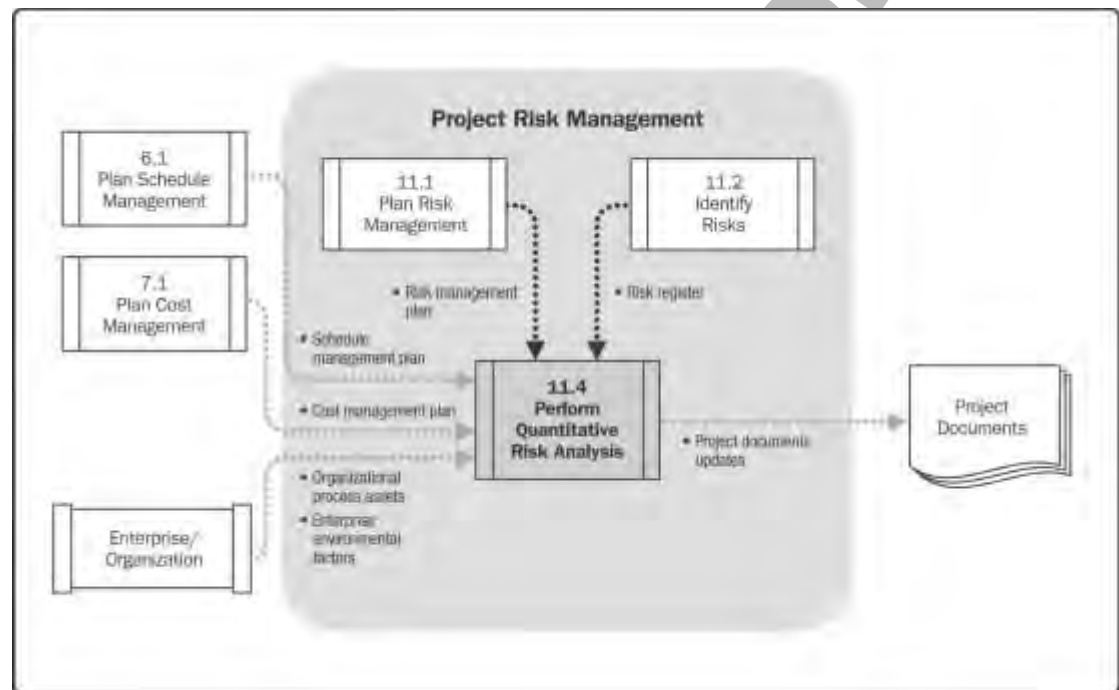 Project Risk Management
6.1
Plan Schedule
Management
11.1
Plan Risk
Management
11.2
Identify
Risks
7.1
Plan Cost
Management
• Risk management
plan
• Risk register
• Schedule
management plan
• Cost management plan
11.4
Perform
Quantitative
Risk Analysis
• Project documents
updates
Project
Documents
• Organizational
process assets
• Enterprise
environmental
factors
Enterprise/
Organization